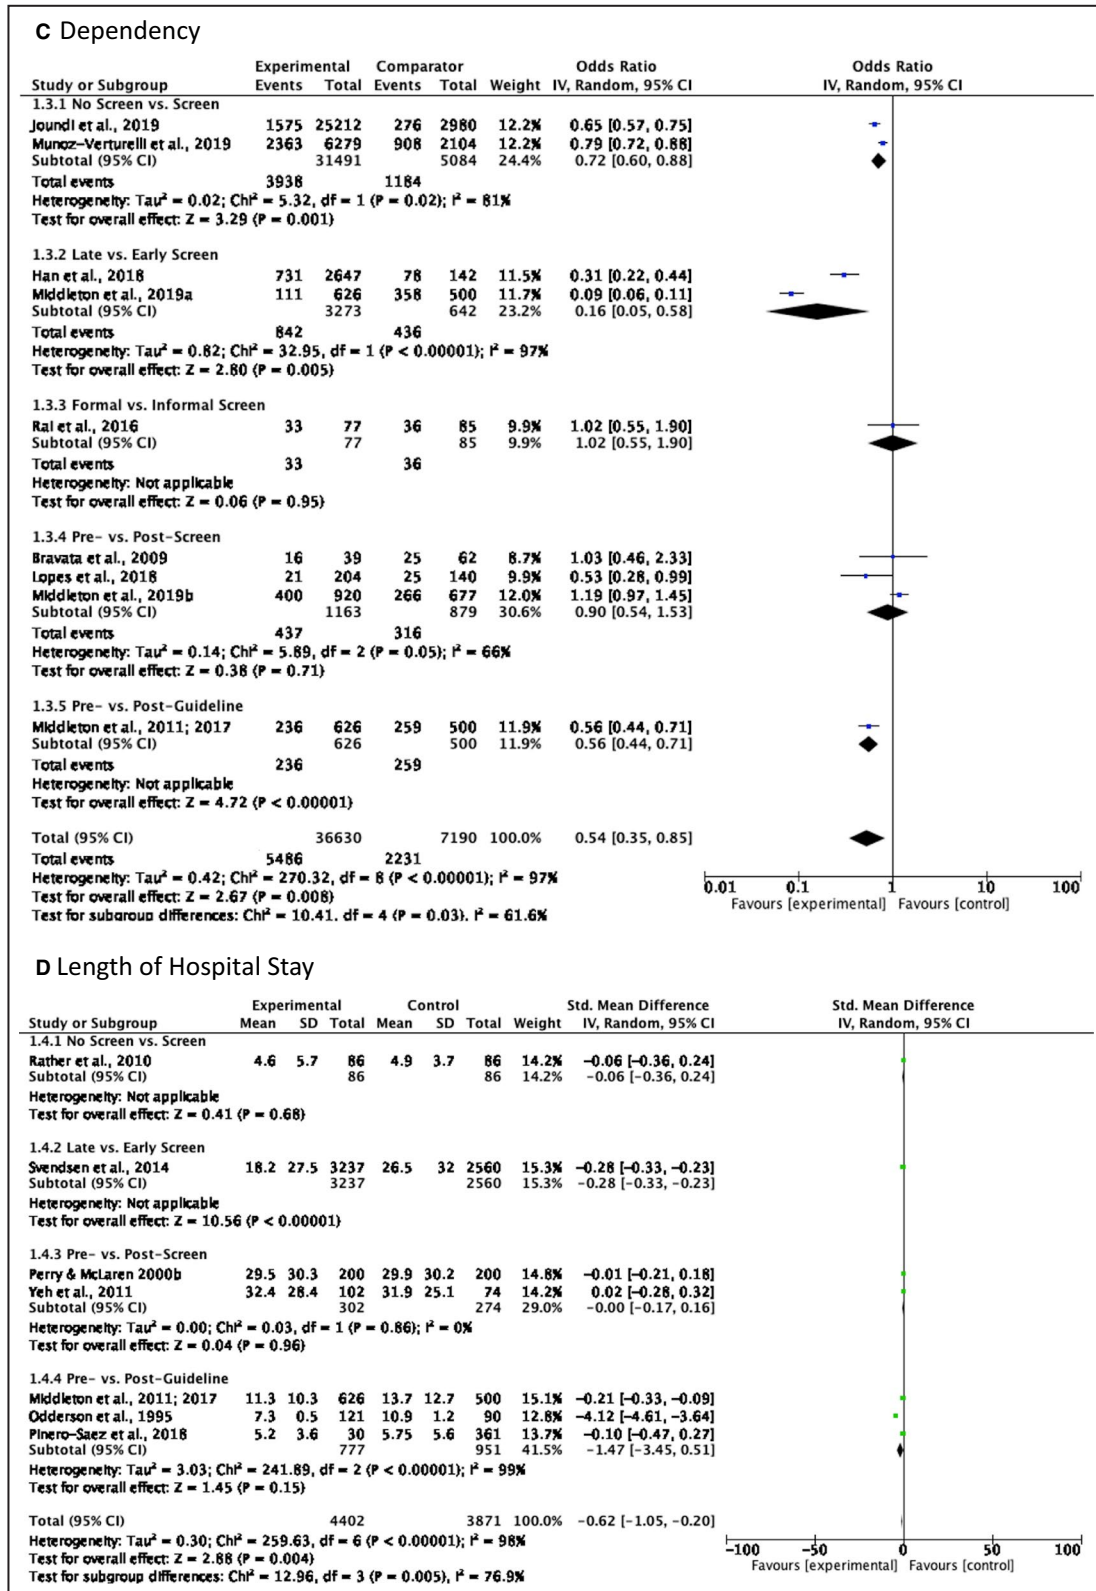 C Dependency
Experimental Comparator Odds Ratio Odds Ratio
Study or Subgroup Events Total Events Total Weight IV, Random, 95% CI IV, Random, 95% CI
1.3.1 No Screen vs. Screen
Joundi et al., 2019 1575 25212 276 2980 12.2% 0.65 [0.57, 0.75]
Munoz-Verturelli et al., 2019 2363 6279 908 2104 12.2% 0.79 [0.72, 0.88]
Subtotal (95% CI) 31491 5084 24.4% 0.72 [0.60, 0.88]
Total events 3938 1184
Heterogeneity: Tau² = 0.02; Chi² = 5.32, df = 1 (P = 0.02); I² = 81%
Test for overall effect: Z = 3.29 (P = 0.001)
1.3.2 Late vs. Early Screen
Han et al., 2018 731 2647 78 142 11.5% 0.31 [0.22, 0.44]
Middleton et al., 2019a 111 626 358 500 11.7% 0.09 [0.06, 0.11]
Subtotal (95% CI) 3273 642 23.2% 0.16 [0.05, 0.58]
Total events 842 436
Heterogeneity: Tau² = 0.82; Chi² = 32.95, df = 1 (P < 0.00001); I² = 97%
Test for overall effect: Z = 2.80 (P = 0.005)
1.3.3 Formal vs. Informal Screen
Rai et al., 2016 33 77 36 85 9.9% 1.02 [0.55, 1.90]
Subtotal (95% CI) 77 85 9.9% 1.02 [0.55, 1.90]
Total events 33 36
Heterogeneity: Not applicable
Test for overall effect: Z = 0.06 (P = 0.95)
1.3.4 Pre- vs. Post-Screen
Bravata et al., 2009 16 39 25 62 8.7% 1.03 [0.46, 2.33]
Lopes et al., 2018 21 204 25 140 9.9% 0.53 [0.28, 0.99]
Middleton et al., 2019b 400 920 266 677 12.0% 1.19 [0.97, 1.45]
Subtotal (95% CI) 1163 879 30.6% 0.90 [0.54, 1.53]
Total events 437 316
Heterogeneity: Tau² = 0.14; Chi² = 5.89, df = 2 (P = 0.05); I² = 66%
Test for overall effect: Z = 0.38 (P = 0.71)
1.3.5 Pre- vs. Post-Guideline
Middleton et al., 2011; 2017 236 626 259 500 11.9% 0.56 [0.44, 0.71]
Subtotal (95% CI) 626 500 11.9% 0.56 [0.44, 0.71]
Total events 236 259
Heterogeneity: Not applicable
Test for overall effect: Z = 4.72 (P < 0.00001)
Total (95% CI) 36630 7190 100.0% 0.54 [0.35, 0.85]
Total events 5486 2231
Heterogeneity: Tau² = 0.42; Chi² = 270.32, df = 8 (P < 0.00001); I² = 97%
Test for overall effect: Z = 2.67 (P = 0.008)
Test for subgroup differences: Chi² = 10.41, df = 4 (P = 0.03), I² = 61.6%
0.01 0.1 1 10 100
Favours [experimental] Favours [control]
D Length of Hospital Stay
Experimental Control Std. Mean Difference Std. Mean Difference
Study or Subgroup Mean SD Total Mean SD Total Weight IV, Random, 95% CI IV, Random, 95% CI
1.4.1 No Screen vs. Screen
Rather et al., 2010 4.6 5.7 86 4.9 3.7 86 14.2% -0.06 [-0.36, 0.24]
Subtotal (95% CI) 86 86 14.2% -0.06 [-0.36, 0.24]
Heterogeneity: Not applicable
Test for overall effect: Z = 0.41 (P = 0.68)
1.4.2 Late vs. Early Screen
Svendsen et al., 2014 18.2 27.5 3237 26.5 32 2560 15.3% -0.28 [-0.33, -0.23]
Subtotal (95% CI) 3237 2560 15.3% -0.28 [-0.33, -0.23]
Heterogeneity: Not applicable
Test for overall effect: Z = 10.56 (P < 0.00001)
1.4.3 Pre- vs. Post-Screen
Perry & McLaren 2000b 29.5 30.3 200 29.9 30.2 200 14.8% -0.01 [-0.21, 0.18]
Yeh et al., 2011 32.4 28.4 102 31.9 25.1 74 14.2% 0.02 [-0.28, 0.32]
Subtotal (95% CI) 302 274 29.0% -0.00 [-0.17, 0.16]
Heterogeneity: Tau² = 0.00; Chi² = 0.03, df = 1 (P = 0.86); I² = 0%
Test for overall effect: Z = 0.04 (P = 0.96)
1.4.4 Pre- vs. Post-Guideline
Middleton et al., 2011; 2017 11.3 10.3 626 13.7 12.7 500 15.1% -0.21 [-0.33, -0.09]
Odderson et al., 1995 7.3 0.5 121 10.9 1.2 90 12.8% -4.12 [-4.61, -3.64]
Pinero-Saez et al., 2018 5.2 3.6 30 5.75 5.6 361 13.7% -0.10 [-0.47, 0.27]
Subtotal (95% CI) 777 951 41.5% -1.47 [-3.45, 0.51]
Heterogeneity: Tau² = 3.03; Chi² = 241.89, df = 2 (P < 0.00001); I² = 99%
Test for overall effect: Z = 1.45 (P = 0.15)
Total (95% CI) 4402 3871 100.0% -0.62 [-1.05, -0.20]
Heterogeneity: Tau² = 0.30; Chi² = 259.63, df = 6 (P < 0.00001); I² = 98%
Test for overall effect: Z = 2.88 (P = 0.004)
Test for subgroup differences: Chi² = 12.96, df = 3 (P = 0.005), I² = 76.9%
-100 -50 0 50 100
Favours [experimental] Favours [control]